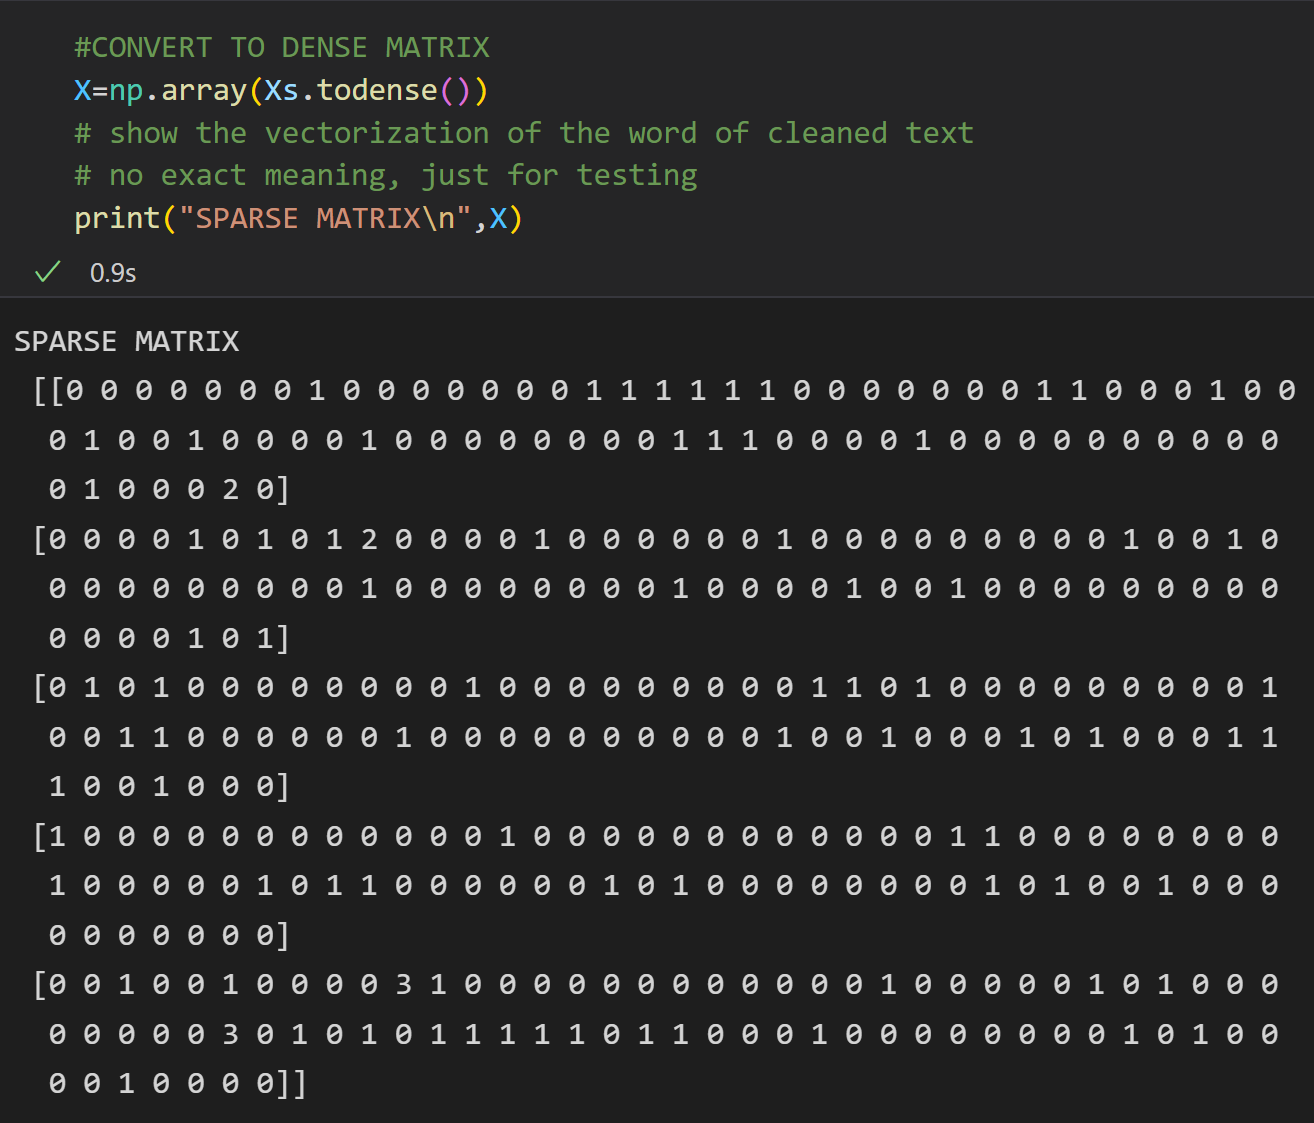 #CONVERT TO DENSE MATRIX
X=np.array(Xs.todense())
# show the vectorization of the word of cleaned text
# no exact meaning, just for testing
print("SPARSE MATRIX\n",X)
0.9s
SPARSE MATRIX
[[0 0 0 0 0 0 0 1 0 0 0 0 0 0 0 1 1 1 1 1 1 0 0 0 0 0 0 0 1 1 0 0 0 1 0 0
0 1 0 0 1 0 0 0 0 1 0 0 0 0 0 0 0 0 1 1 1 0 0 0 0 1 0 0 0 0 0 0 0 0 0 0
0 1 0 0 0 2 0]
[0 0 0 0 1 0 1 0 1 2 0 0 0 0 1 0 0 0 0 0 0 1 0 0 0 0 0 0 0 0 0 1 0 0 1 0
0 0 0 0 0 0 0 0 0 1 0 0 0 0 0 0 0 0 1 0 0 0 0 1 0 0 1 0 0 0 0 0 0 0 0 0
0 0 0 0 1 0 1]
[0 1 0 1 0 0 0 0 0 0 0 0 1 0 0 0 0 0 0 0 0 0 1 1 0 1 0 0 0 0 0 0 0 0 0 1
0 0 1 1 0 0 0 0 0 0 1 0 0 0 0 0 0 0 0 0 0 1 0 0 1 0 0 0 1 0 1 0 0 0 1 1
1 0 0 1 0 0 0]
[1 0 0 0 0 0 0 0 0 0 0 0 0 1 0 0 0 0 0 0 0 0 0 0 0 0 1 1 0 0 0 0 0 0 0 0
1 0 0 0 0 0 1 0 1 1 0 0 0 0 0 0 1 0 1 0 0 0 0 0 0 0 0 1 0 1 0 0 1 0 0 0
0 0 0 0 0 0 0]
[0 0 1 0 0 1 0 0 0 0 3 1 0 0 0 0 0 0 0 0 0 0 0 0 1 0 0 0 0 0 1 0 1 0 0 0
0 0 0 0 0 3 0 1 0 1 0 1 1 1 1 1 0 1 1 0 0 0 1 0 0 0 0 0 0 0 0 1 0 1 0 0
0 0 1 0 0 0 0]]